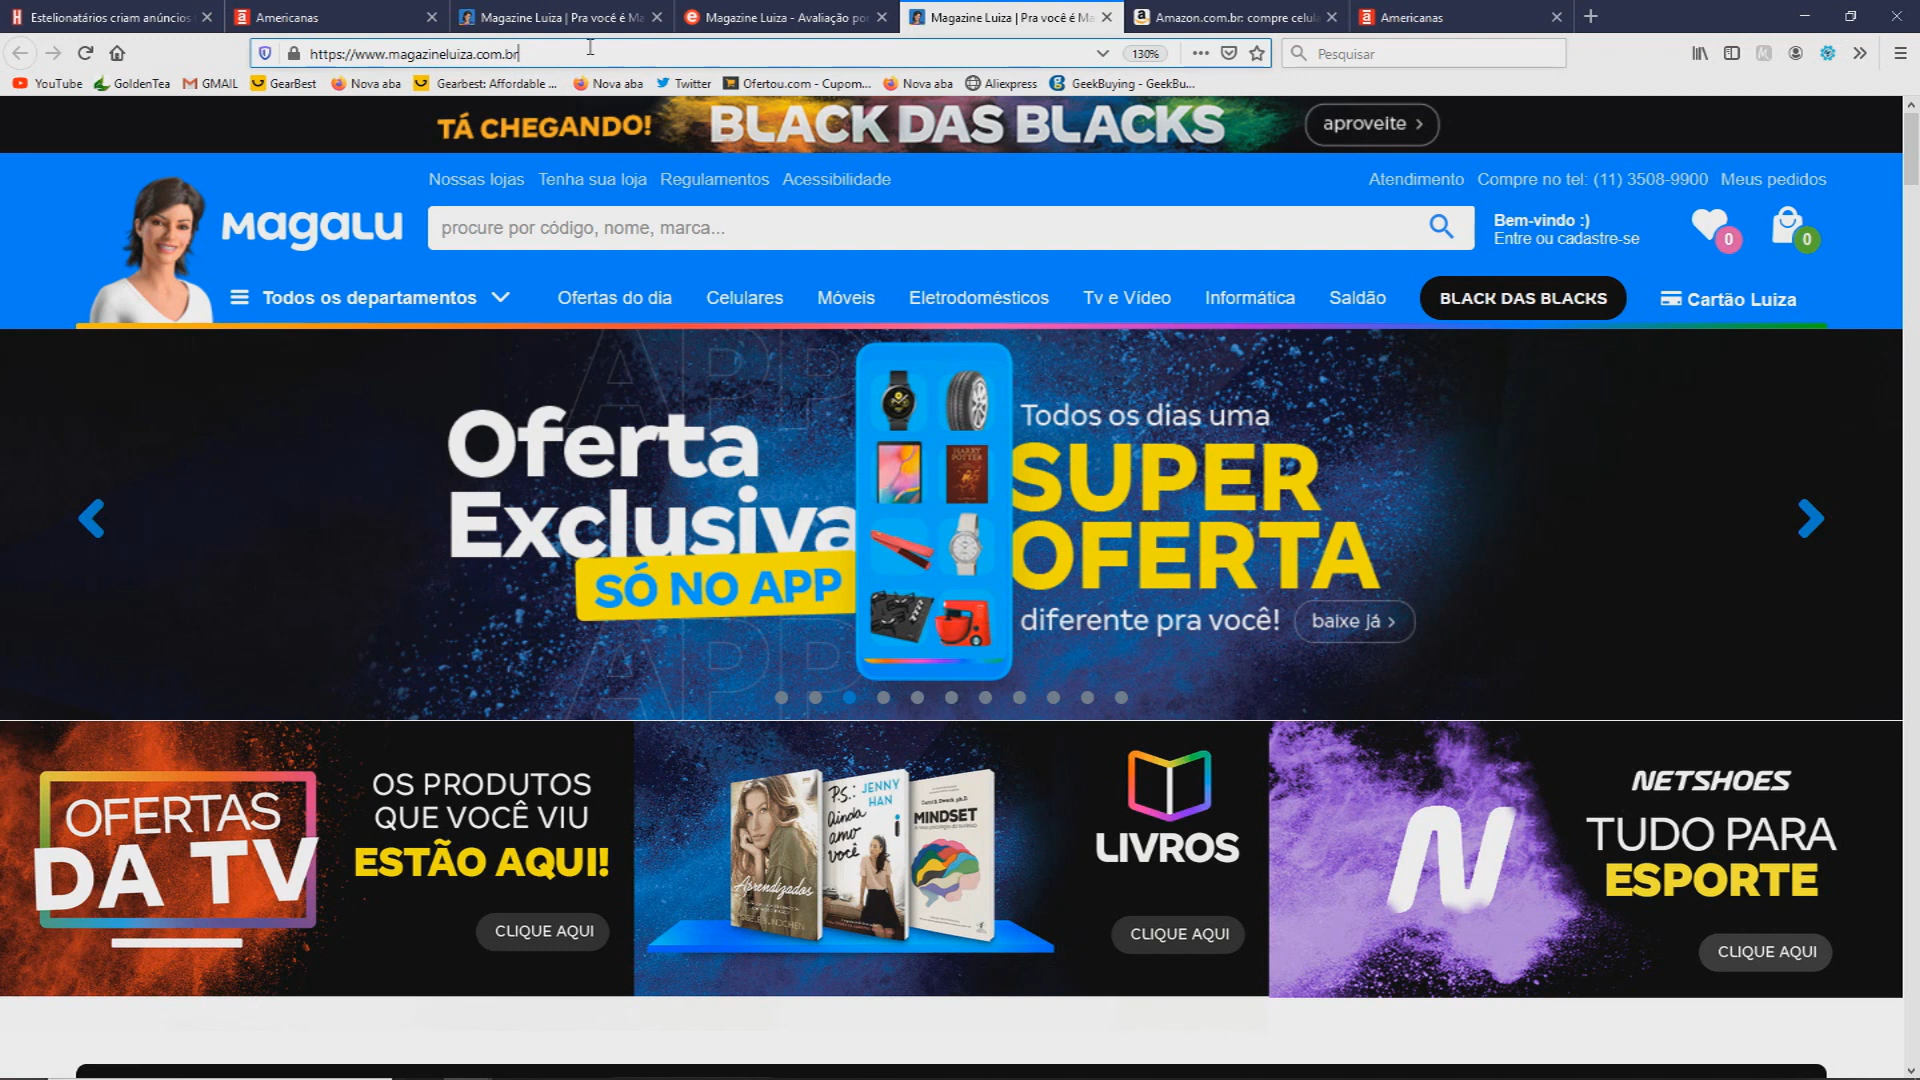 Estelionatários criam anúncios
Americanas
Magazine Luiza | Pra você é Ma
Magazine Luiza - Avaliação po
Magazine Luiza | Pra você é Ma
Amazon.com.br: compre celul
Americanas
https://www.magazineluiza.com.br
130%
Pesquisar
YouTube
GoldenTea
GMAIL
GearBest
Nova aba
Gearbest: Affordable ...
Nova aba
Twitter
Ofertou.com - Cupom...
Nova aba
Aliexpress
GeekBuying - GeekBu...
TÁ CHEGANDO!
BLACK DAS BLACKS
aproveite >
Nossas lojas
Tenha sua loja
Regulamentos
Acessibilidade
Atendimento
Compre no tel: (11) 3508-9900
Meus pedidos
MAGALU
procure por código, nome, marca...
Bem-vindo :)
Entre ou cadastre-se
0
0
Todos os departamentos
Ofertas do dia
Celulares
Móveis
Eletrodomésticos
Tv e Vídeo
Informática
Saldão
BLACK DAS BLACKS
Cartão Luiza
APP
Oferta
Exclusiva
SÓ NO APP
APP
HARRY
POTTER
Todos os dias uma
SUPER
OFERTA
diferente pra você!
baixe já >
OFERTAS
DA TV
OS PRODUTOS
QUE VOCÊ VIU
ESTÃO AQUI!
CLIQUE AQUI
Aprendizados
P.S.:
JENNY
HAN
Ainda
amo
você
MINDSET
LIVROS
CLIQUE AQUI
NETSHOES
N
TUDO PARA
ESPORTE
CLIQUE AQUI